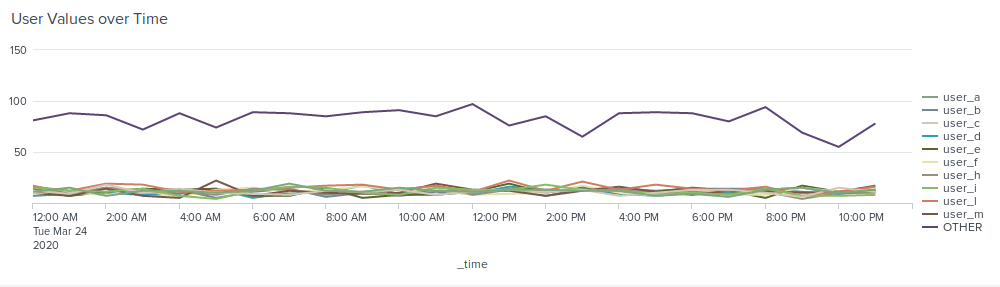 User Values over Time
150
100
50
12:00 AM 2:00 AM 4:00 AM 6:00 AM 8:00 AM 10:00 AM 12:00 PM 2:00 PM 4:00 PM 6:00 PM 8:00 PM 10:00 PM
Tue Mar 24
2020
_time
user_a
user_b
user_c
user_d
user_e
user_f
user_h
user_i
user_l
user_m
OTHER